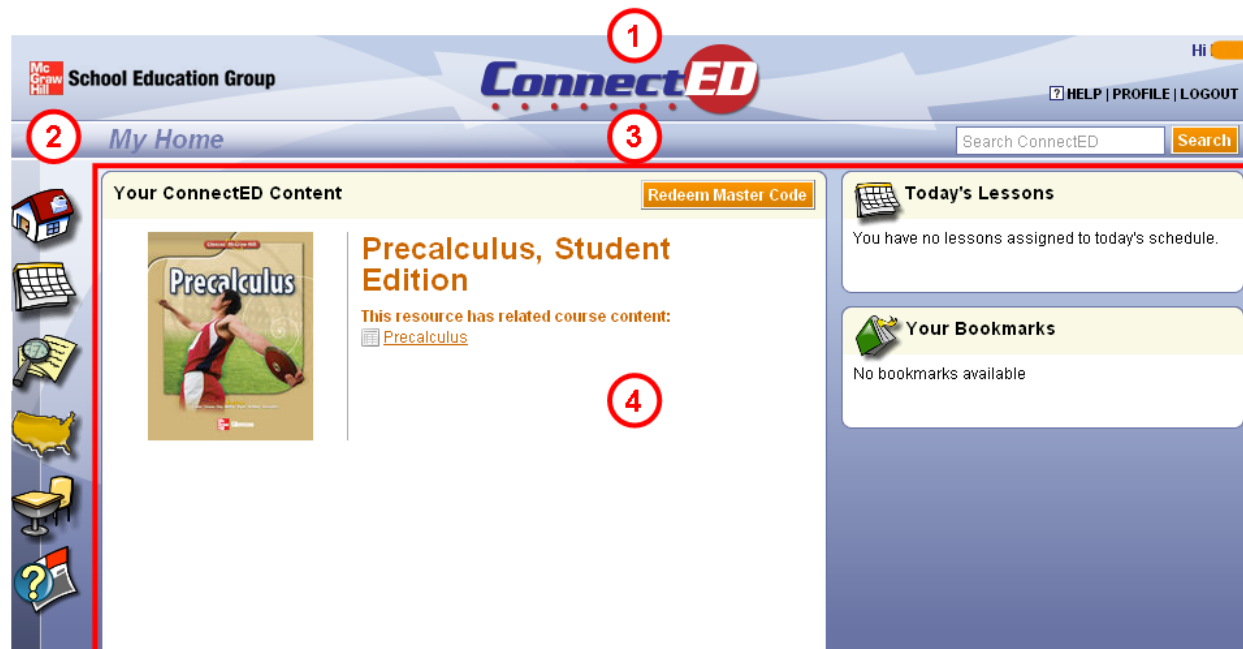 1
Hi
Mc
Graw
Hill
School Education Group
ConnectED
? HELP | PROFILE | LOGOUT
2
My Home
3
Search ConnectED
Search
Your ConnectED Content
Redeem Master Code
Precalculus
Precalculus, Student
Edition
This resource has related course content:
Precalculus
4
Today's Lessons
You have no lessons assigned to today's schedule.
Your Bookmarks
No bookmarks available
?